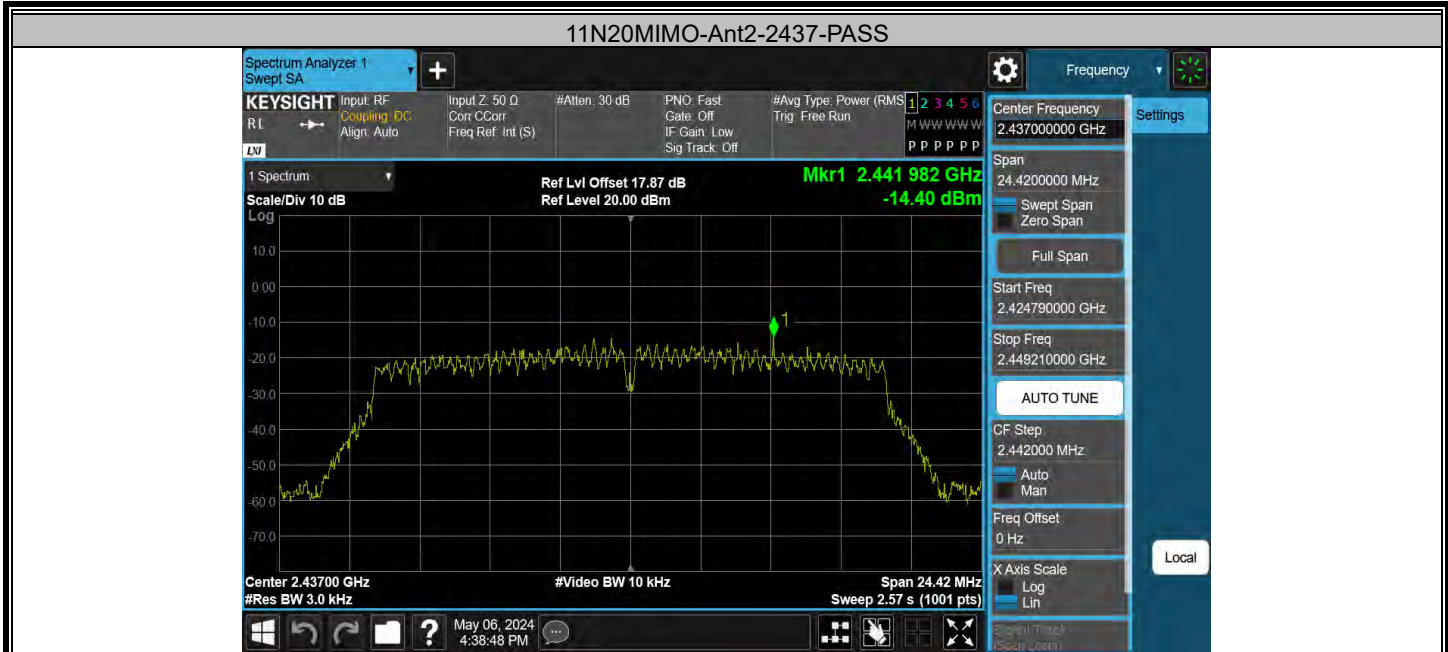 11N20MIMO-Ant2-2437-PASS
Spectrum Analyzer 1
Swept SA
+
Frequency
KEYSIGHT
RL
LXI
Input: RF
Coupling: DC
Align: Auto
Input Z: 50 Ω
Corr CCorr
Freq Ref: Int (S)
#Atten: 30 dB
PNO: Fast
Gate: Off
IF Gain: Low
Sig Track: Off
#Avg Type: Power (RMS
Trig: Free Run
1 2 3 4 5 6
M W W W W W
P P P P P P
1 Spectrum
Scale/Div 10 dB
Log
Ref Lvl Offset 17.87 dB
Ref Level 20.00 dBm
Mkr1 2.441 982 GHz
-14.40 dBm
10.0
0.00
-10.0
-20.0
-30.0
-40.0
-50.0
-60.0
-70.0
1
Center 2.43700 GHz
#Res BW 3.0 kHz
#Video BW 10 kHz
Span 24.42 MHz
Sweep 2.57 s (1001 pts)
May 06, 2024
4:38:48 PM
Center Frequency
2.437000000 GHz
Settings
Span
24.4200000 MHz
Swept Span
Zero Span
Full Span
Start Freq
2.424790000 GHz
Stop Freq
2.449210000 GHz
AUTO TUNE
CF Step
2.442000 MHz
Auto
Man
Freq Offset
0 Hz
Local
X Axis Scale
Log
Lin
Signal Track
(Span Zoom)